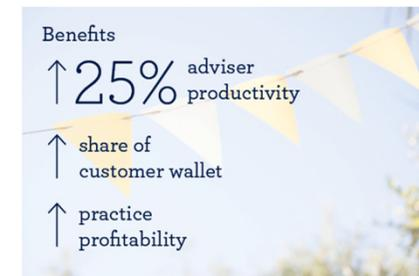 Benefits
↑ 25% adviser
productivity
↑ share of
customer wallet
↑ practice
profitability